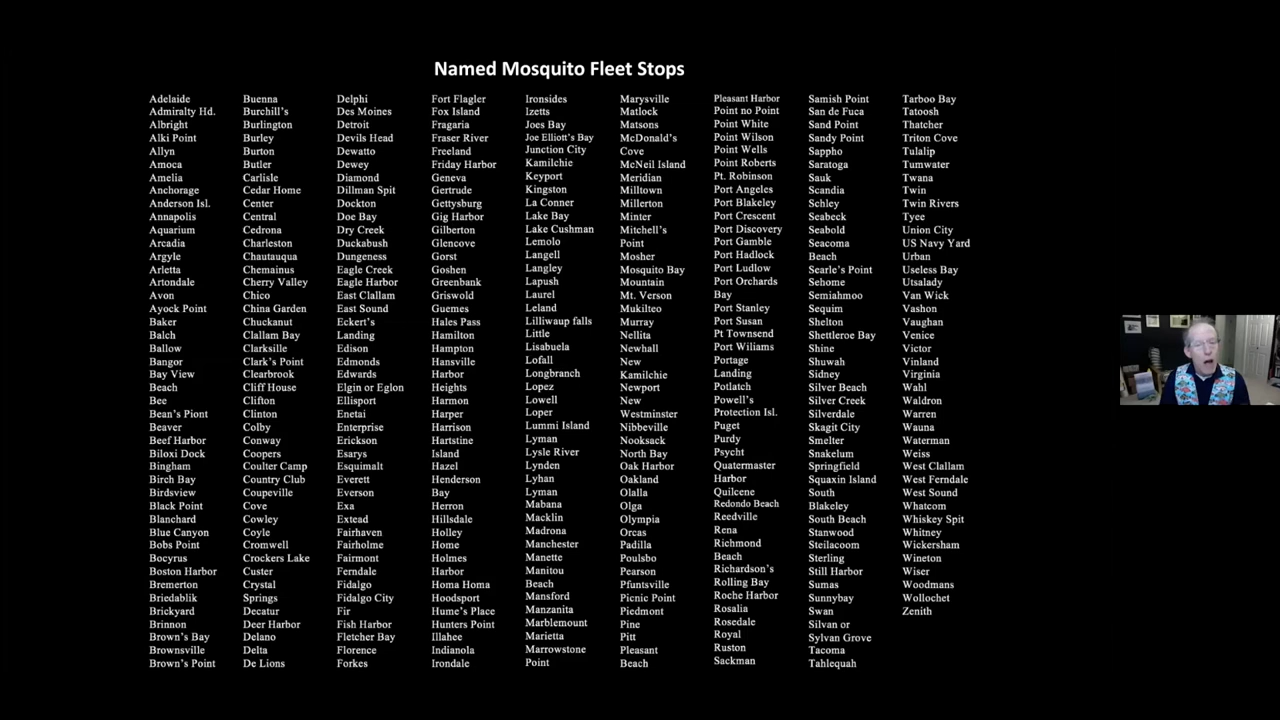 Named Mosquito Fleet Stops
Adelaide
Admiralty Hd.
Albright
Alki Point
Allyn
Amoca
Amelia
Anchorage
Anderson Isl.
Annapolis
Aquarium
Arcadia
Argyle
Arletta
Artondale
Avon
Ayock Point
Baker
Balch
Ballow
Bangor
Bay View
Beach
Bee
Bean's Piont
Beaver
Beef Harbor
Biloxi Dock
Bingham
Birch Bay
Birdsview
Black Point
Blanchard
Blue Canyon
Bobs Point
Bocyrus
Boston Harbor
Bremerton
Briedablik
Brickyard
Brinnon
Brown's Bay
Brownsville
Brown's Point
Buenna
Burchill's
Burlington
Burley
Burton
Butler
Carlisle
Cedar Home
Center
Central
Cedrona
Charleston
Chautauqua
Chemainus
Cherry Valley
Chico
China Garden
Chuckanut
Clallam Bay
Clarksille
Clark's Point
Clearbrook
Cliff House
Clifton
Clinton
Colby
Conway
Coopers
Coulter Camp
Country Club
Coupeville
Cove
Cowley
Coyle
Cromwell
Crockers Lake
Custer
Crystal
Springs
Decatur
Deer Harbor
Delano
Delta
De Lions
Delphi
Des Moines
Detroit
Devils Head
Dewatto
Dewey
Diamond
Dillman Spit
Dockton
Doe Bay
Dry Creek
Duckabush
Dungeness
Eagle Creek
Eagle Harbor
East Clallam
East Sound
Eckert's
Landing
Edison
Edmonds
Edwards
Elgin or Eglon
Ellisport
Enetai
Enterprise
Erickson
Esarys
Esquimalt
Everett
Everson
Exa
Extead
Fairhaven
Fairholme
Fairmont
Ferndale
Fidalgo
Fidalgo City
Fir
Fish Harbor
Fletcher Bay
Florence
Forkes
Fort Flagler
Fox Island
Fragaria
Fraser River
Freeland
Friday Harbor
Geneva
Gertrude
Gettysburg
Gig Harbor
Gilberton
Glencove
Gorst
Goshen
Greenbank
Griswold
Guemes
Hales Pass
Hamilton
Hampton
Hansville
Harbor
Heights
Harmon
Harper
Harrison
Hartstine
Island
Hazel
Henderson
Bay
Herron
Hillsdale
Holley
Home
Holmes
Harbor
Homa Homa
Hoodsport
Hume's Place
Hunters Point
Illahee
Indianola
Irondale
Ironsides
Izetts
Joes Bay
Joe Elliott's Bay
Junction City
Kamilchie
Keyport
Kingston
La Conner
Lake Bay
Lake Cushman
Lemolo
Langell
Langley
Lapush
Laurel
Leland
Lilliwaup falls
Little
Lisabuela
Lofall
Longbranch
Lopez
Lowell
Loper
Lummi Island
Lyman
Lysle River
Lynden
Lyhan
Lyman
Mabana
Macklin
Madrona
Manchester
Manette
Manitou
Beach
Mansford
Manzanita
Marblemount
Marietta
Marrowstone
Point
Marysville
Matlock
Matsons
McDonald's
Cove
McNeil Island
Meridian
Milltown
Millerton
Minter
Mitchell's
Point
Mosher
Mosquito Bay
Mountain
Mt. Verson
Mukilteo
Murray
Nellita
Newhall
New
Kamilchie
Newport
New
Westminster
Nibbeville
Nooksack
North Bay
Oak Harbor
Oakland
Olalla
Olga
Olympia
Orcas
Padilla
Poulsbo
Pearson
Pfuntsville
Picnic Point
Piedmont
Pine
Pitt
Pleasant
Beach
Pleasant Harbor
Point no Point
Point White
Point Wilson
Point Wells
Point Roberts
Pt. Robinson
Port Angeles
Port Blakeley
Port Crescent
Port Discovery
Port Gamble
Port Hadlock
Port Ludlow
Port Orchards
Bay
Port Stanley
Port Susan
Pt Townsend
Port Wiliams
Portage
Landing
Potlatch
Powell's
Protection Isl.
Puget
Purdy
Psycht
Quatermaster
Harbor
Quilcene
Redondo Beach
Reedville
Rena
Richmond
Beach
Richardson's
Rolling Bay
Roche Harbor
Rosalia
Rosedale
Royal
Ruston
Sackman
Samish Point
San de Fuca
Sand Point
Sandy Point
Sappho
Saratoga
Sauk
Scandia
Schley
Seabeck
Seabold
Seacoma
Beach
Searle's Point
Sehome
Semiahmoo
Sequim
Shelton
Shettleroe Bay
Shine
Shuwah
Sidney
Silver Beach
Silver Creek
Silverdale
Skagit City
Smelter
Snakelum
Springfield
Squaxin Island
South
Blakeley
South Beach
Stanwood
Steilacoom
Sterling
Still Harbor
Sumas
Sunnybay
Swan
Silvan or
Sylvan Grove
Tacoma
Tahlequah
Tarboo Bay
Tatoosh
Thatcher
Triton Cove
Tulalip
Tumwater
Twana
Twin
Twin Rivers
Tyee
Union City
US Navy Yard
Urban
Useless Bay
Utsalady
Van Wick
Vashon
Vaughan
Venice
Victor
Vinland
Virginia
Wahl
Waldron
Warren
Wauna
Waterman
Weiss
West Clallam
West Ferndale
West Sound
Whatcom
Whiskey Spit
Whitney
Wickersham
Wineton
Wiser
Woodmans
Wollochet
Zenith